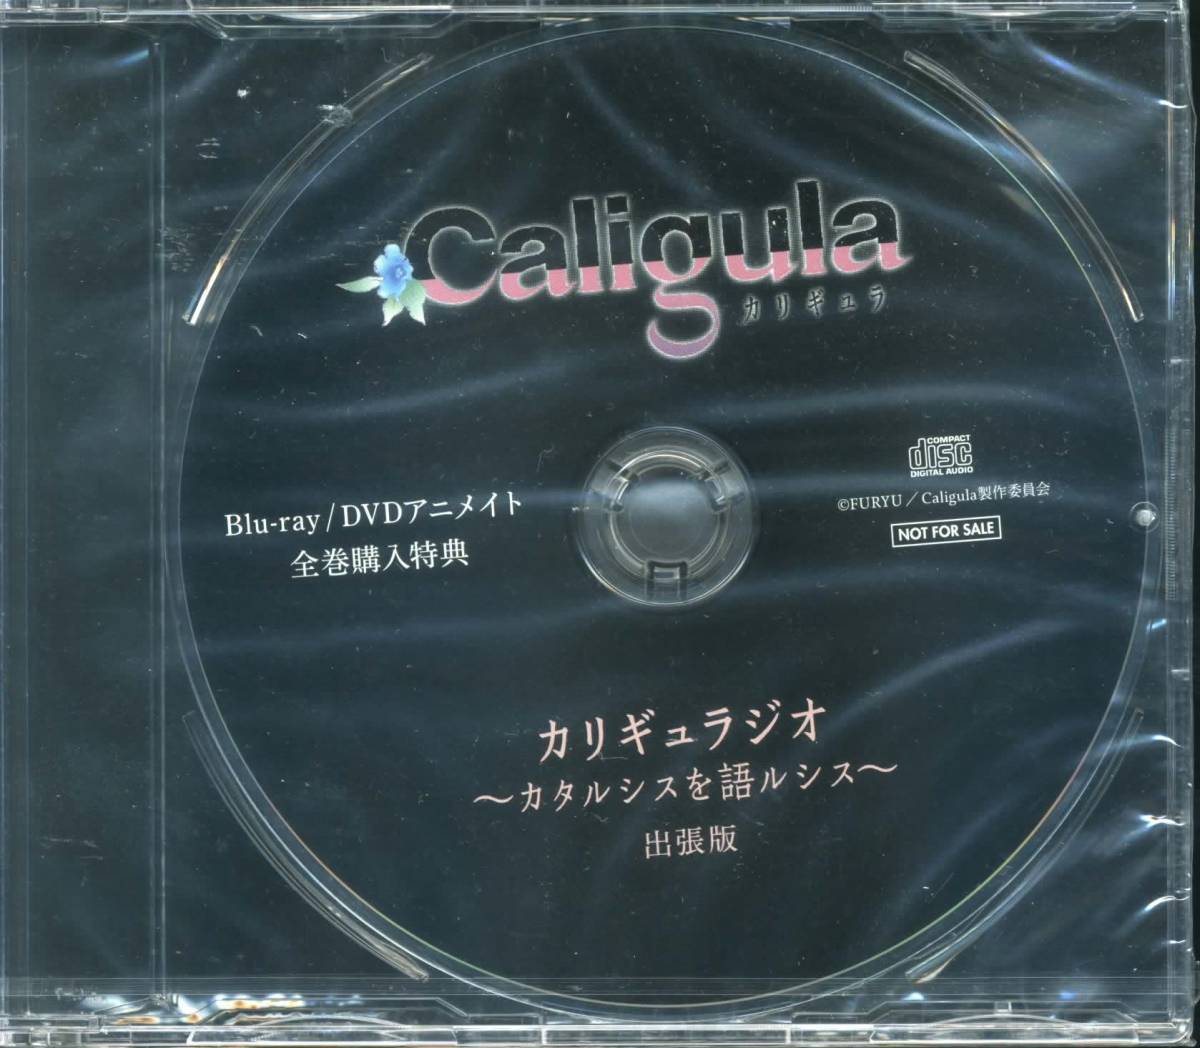 Caligula
カリギュラ
COMPACT
disc
DIGITAL AUDIO
©FURYU／Caligula製作委員会
NOT FOR SALE
Blu-ray/DVDアニメイト
全巻購入特典
カリギュラジオ
～カタルシスを語ルシス～
出張版